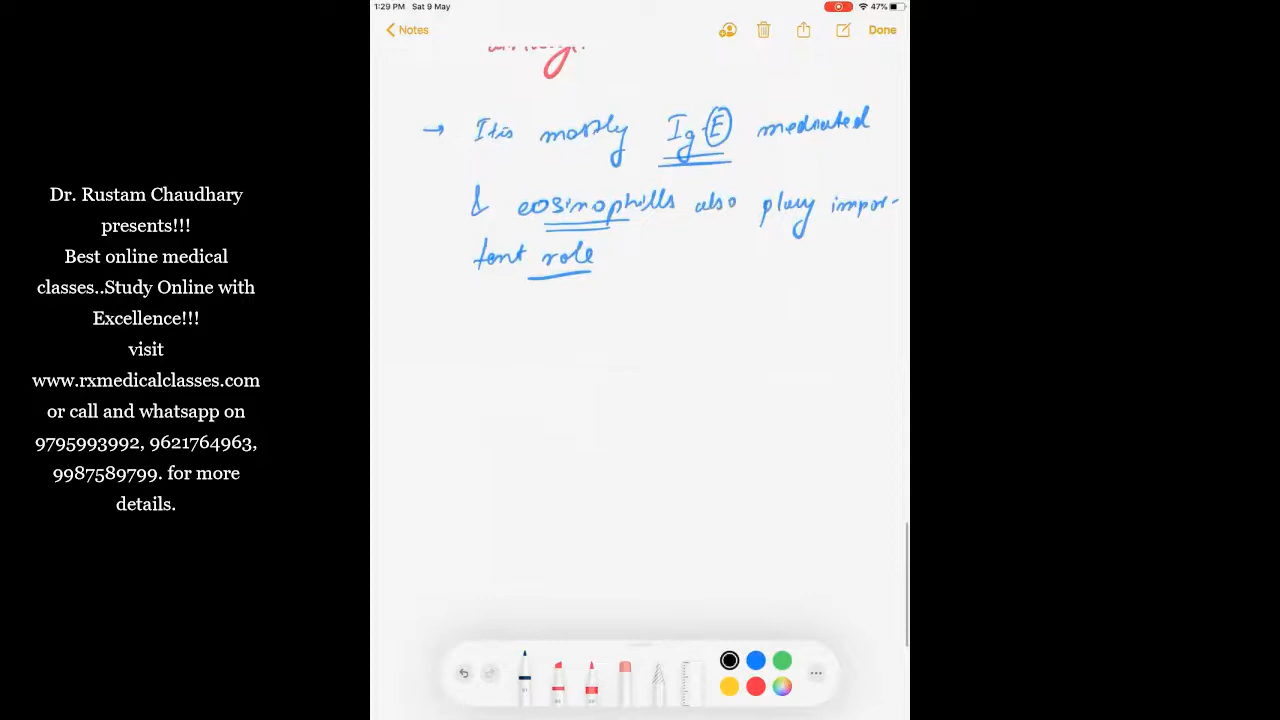 1:29 PM Sat 9 May
47%
Notes
Done
→ It is mostly IgE mediated
& eosinophills also play impor-
tent role
Dr. Rustam Chaudhary
presents!!!
Best online medical
classes..Study Online with
Excellence!!!
visit
www.rxmedicalclasses.com
or call and whatsapp on
9795993992, 9621764963,
9987589799. for more
details.